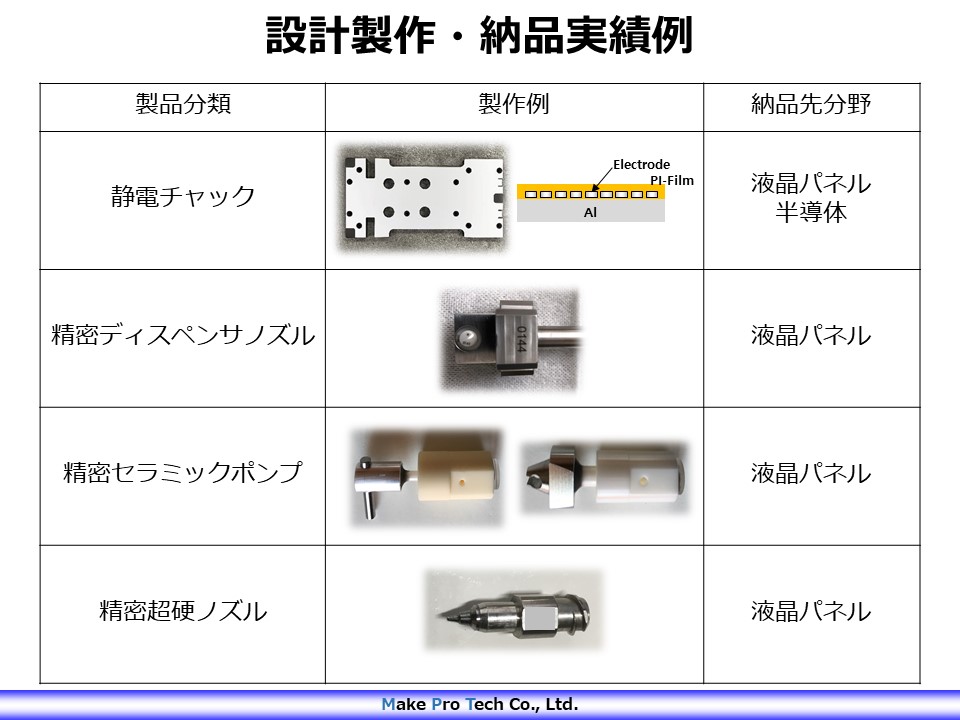 設計製作・納品実績例
製品分類 製作例 納品先分野
静電チャック
Electrode
PI-Film
Al
液晶パネル
半導体
精密ディスペンサノズル
0144
液晶パネル
精密セラミックポンプ
液晶パネル
精密超硬ノズル
液晶パネル
Make Pro Tech Co., Ltd.